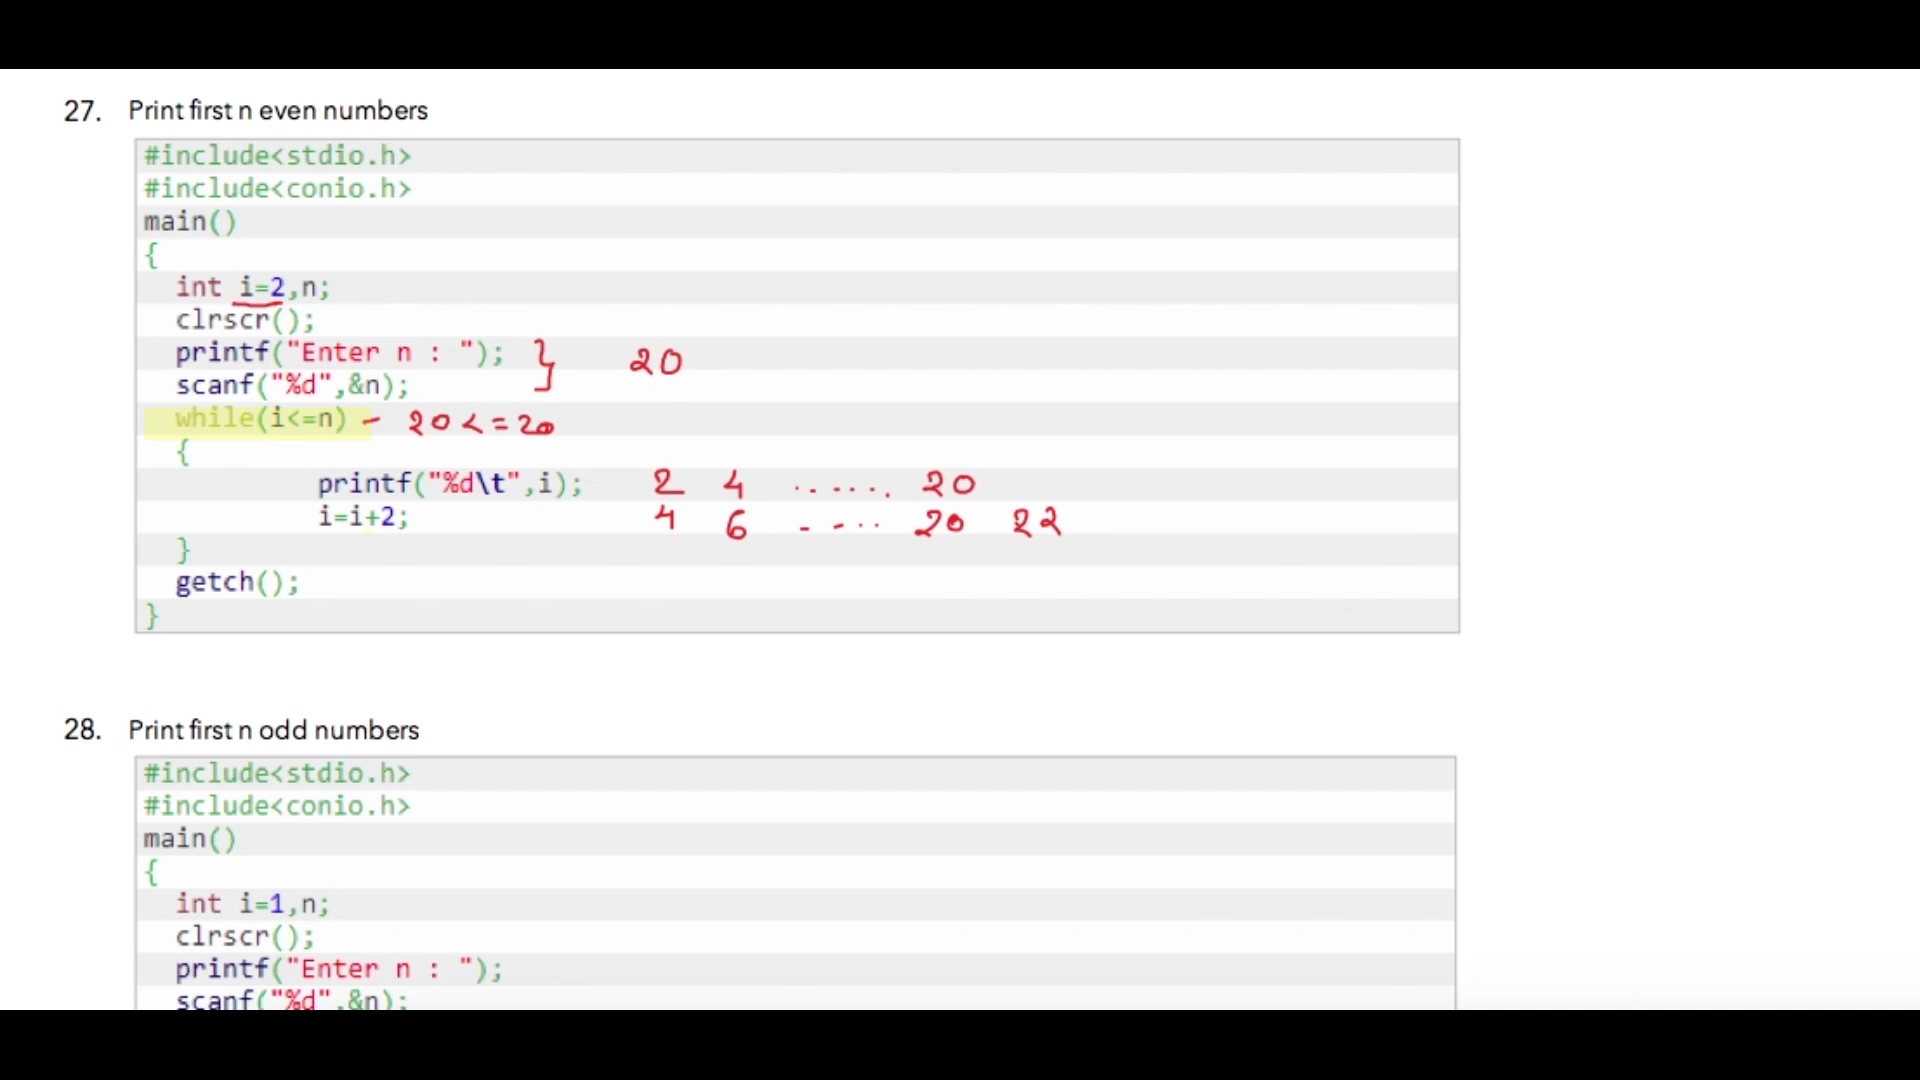 27. Print first n even numbers
#include<stdio.h>
#include<conio.h>
main()
{
int i=2,n;
clrscr();
printf("Enter n : "); } 20
scanf("%d",&n);
while(i<=n) - 20 <= 20
{
printf("%d\t",i); 2 4 ...... 20
i=i+2; 4 6 - - .. 20 22
}
getch();
}
28. Print first n odd numbers
#include<stdio.h>
#include<conio.h>
main()
{
int i=1,n;
clrscr();
printf("Enter n : ");
scanf("%d",&n);